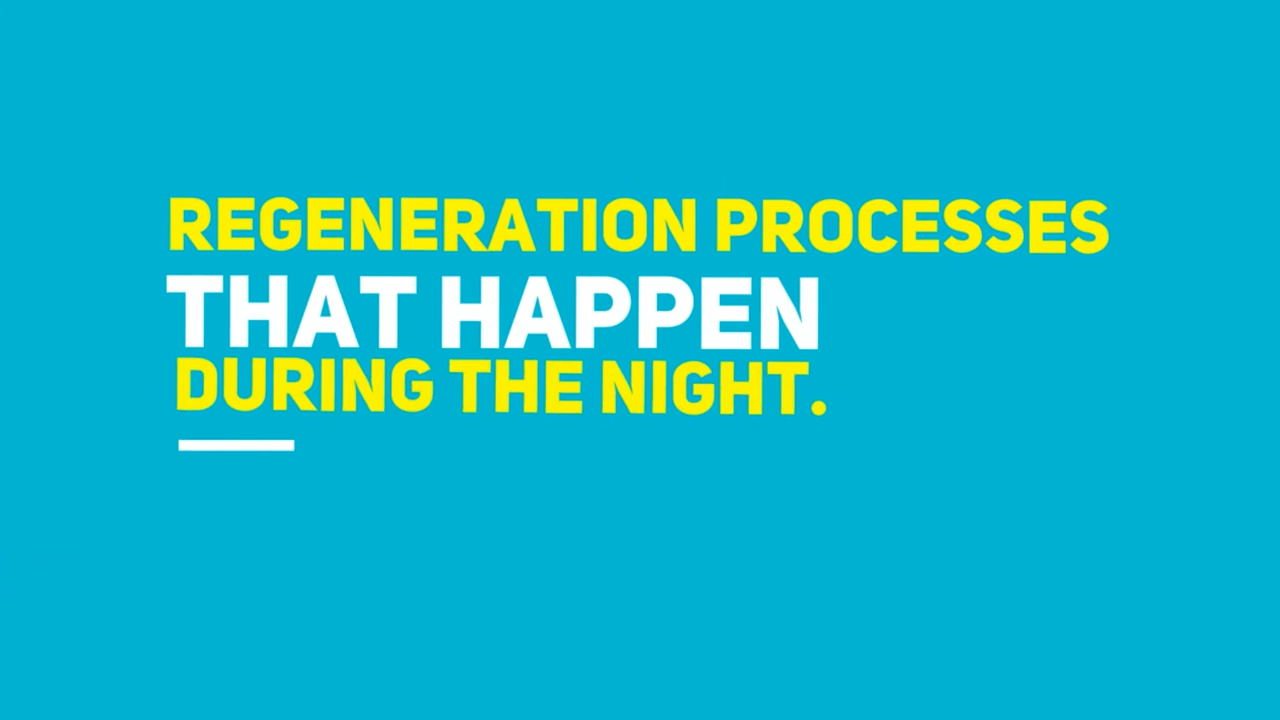 REGENERATION PROCESSES
THAT HAPPEN
DURING THE NIGHT.